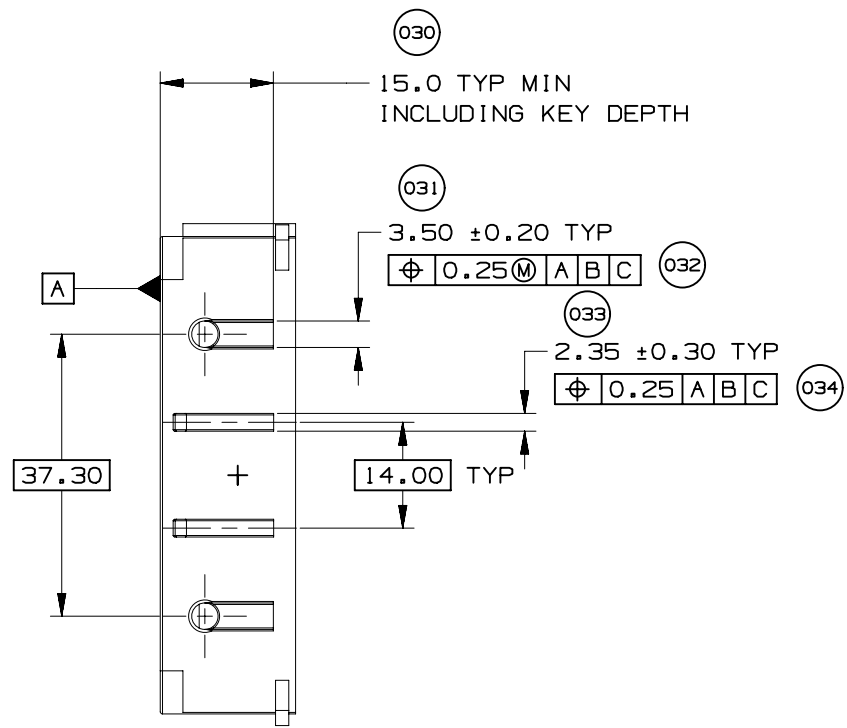 030
15.0 TYP MIN
INCLUDING KEY DEPTH
031
3.50 ±0.20 TYP
⌖ 0.25Ⓜ A B C 032
A
033
2.35 ±0.30 TYP
⌖ 0.25 A B C 034
37.30
14.00 TYP